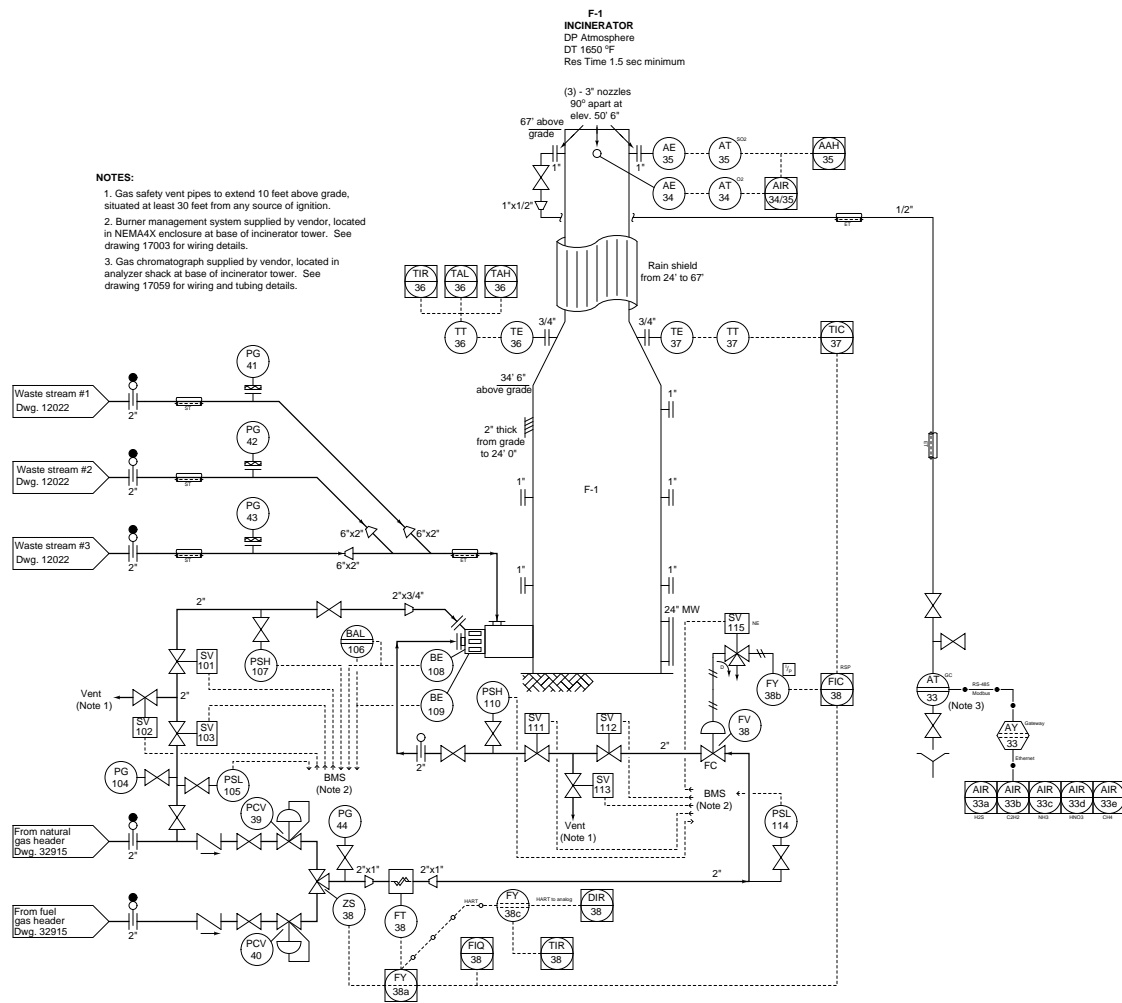 F-1
INCINERATOR
DP Atmosphere
DT 1650 °F
Res Time 1.5 sec minimum
(3) - 3" nozzles
90° apart at
elev. 50' 6"
67' above
grade
1"
1"
AE
35
AT
35
SO2
AAH
35
AE
34
AT
34
O2
AIR
34/35
1"x1/2"
1/2"
ET
NOTES:
1. Gas safety vent pipes to extend 10 feet above grade,
situated at least 30 feet from any source of ignition.
2. Burner management system supplied by vendor, located
in NEMA4X enclosure at base of incinerator tower. See
drawing 17003 for wiring details.
3. Gas chromatograph supplied by vendor, located in
analyzer shack at base of incinerator tower. See
drawing 17059 for wiring and tubing details.
Rain shield
from 24' to 67'
TIR
36
TAL
36
TAH
36
TT
36
TE
36
3/4"
3/4"
TE
37
TT
37
TIC
37
PG
41
Waste stream #1
Dwg. 12022
2"
ST
34' 6"
above grade
1"
2" thick
from grade
to 24' 0"
ET
PG
42
Waste stream #2
Dwg. 12022
2"
ST
F-1
1"
1"
PG
43
6"x2"
6"x2"
Waste stream #3
Dwg. 12022
2"
ST
6"x2"
ET
1"
1"
2"
2"x3/4"
24" MW
SV
115
NE
BAL
106
BE
108
PSH
107
SV
101
Vent
(Note 1)
2"
SV
102
SV
103
BE
109
PSH
110
D
I/P
FY
38b
RSP
FIC
38
AT
33
GC
(Note 3)
RS-485
Modbus
AY
33
Gateway
Ethernet
SV
111
SV
112
2"
FV
38
FC
2"
SV
113
Vent
(Note 1)
BMS
(Note 2)
PSL
114
PG
104
PSL
105
BMS
(Note 2)
AIR
33a
AIR
33b
AIR
33c
AIR
33d
AIR
33e
H2S
C2H2
NH3
HNO3
CH4
PCV
39
PG
44
From natural
gas header
Dwg. 32915
2"
2"x1"
2"x1"
2"
From fuel
gas header
Dwg. 32915
2"
PCV
40
ZS
38
FT
38
HART
FY
38c
HART to analog
DIR
38
FIQ
38
TIR
38
FY
38a